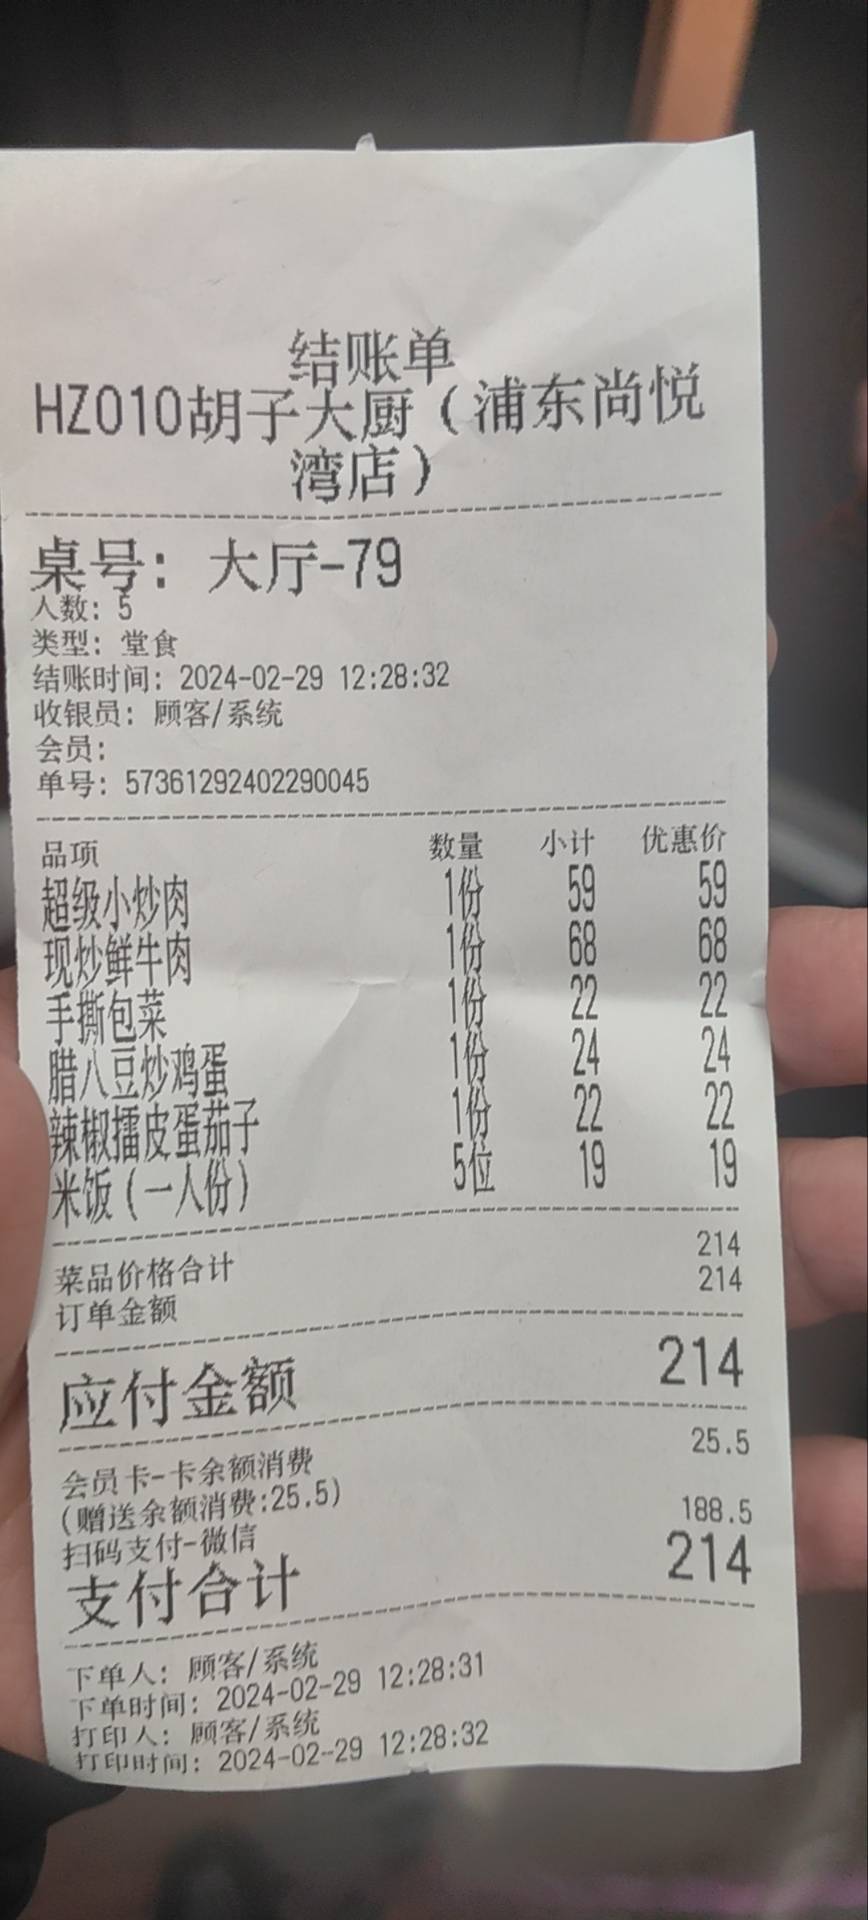 结账单
HZ010胡子大厨(浦东尚悦
湾店)
桌号: 大厅-79
人数: 5
类型: 堂食
结账时间: 2024-02-29 12:28:32
收银员: 顾客/系统
会员:
单号: 57361292402290045
品项 数量 小计 优惠价
超级小炒肉 1份 59 59
现炒鲜牛肉 1份 68 68
手撕包菜 1份 22 22
腊八豆炒鸡蛋 1份 24 24
辣椒擂皮蛋茄子 1份 22 22
米饭(一人份) 5位 19 19
菜品价格合计 214
订单金额 214
应付金额 214
会员卡-卡余额消费 25.5
(赠送余额消费:25.5)
扫码支付-微信 188.5
支付合计 214
下单人: 顾客/系统
下单时间: 2024-02-29 12:28:31
打印人: 顾客/系统
打印时间: 2024-02-29 12:28:32